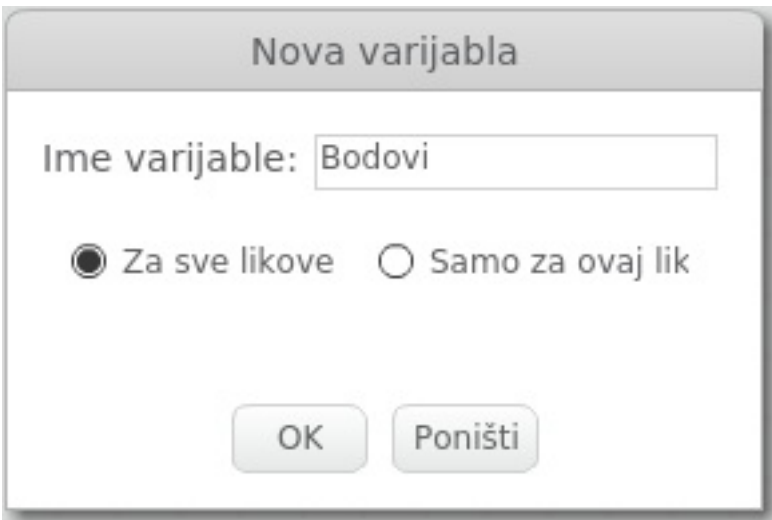 Nova varijabla
Ime varijable: Bodovi
Za sve likove Samo za ovaj lik
OK Poništi